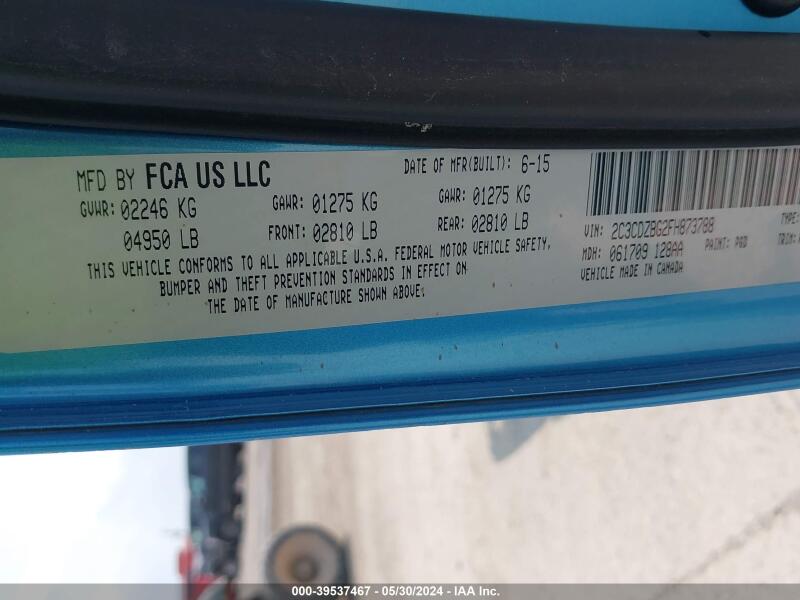 MFD BY FCA US LLC
DATE OF MFR(BUILT): 6-15
GVWR: 02246 KG
04950 LB
GAWR: 01275 KG
FRONT: 02810 LB
GAWR: 01275 KG
REAR: 02810 LB
THIS VEHICLE CONFORMS TO ALL APPLICABLE U.S.A. FEDERAL MOTOR VEHICLE SAFETY,
BUMPER AND THEFT PREVENTION STANDARDS IN EFFECT ON
THE DATE OF MANUFACTURE SHOWN ABOVE.
VIN: 2C3CDZBG2FH873788 TYPE:
MDH: 061709 128AA PAINT: PQD TRIM:
VEHICLE MADE IN CANADA
000-39537467 - 05/30/2024 - IAA Inc.